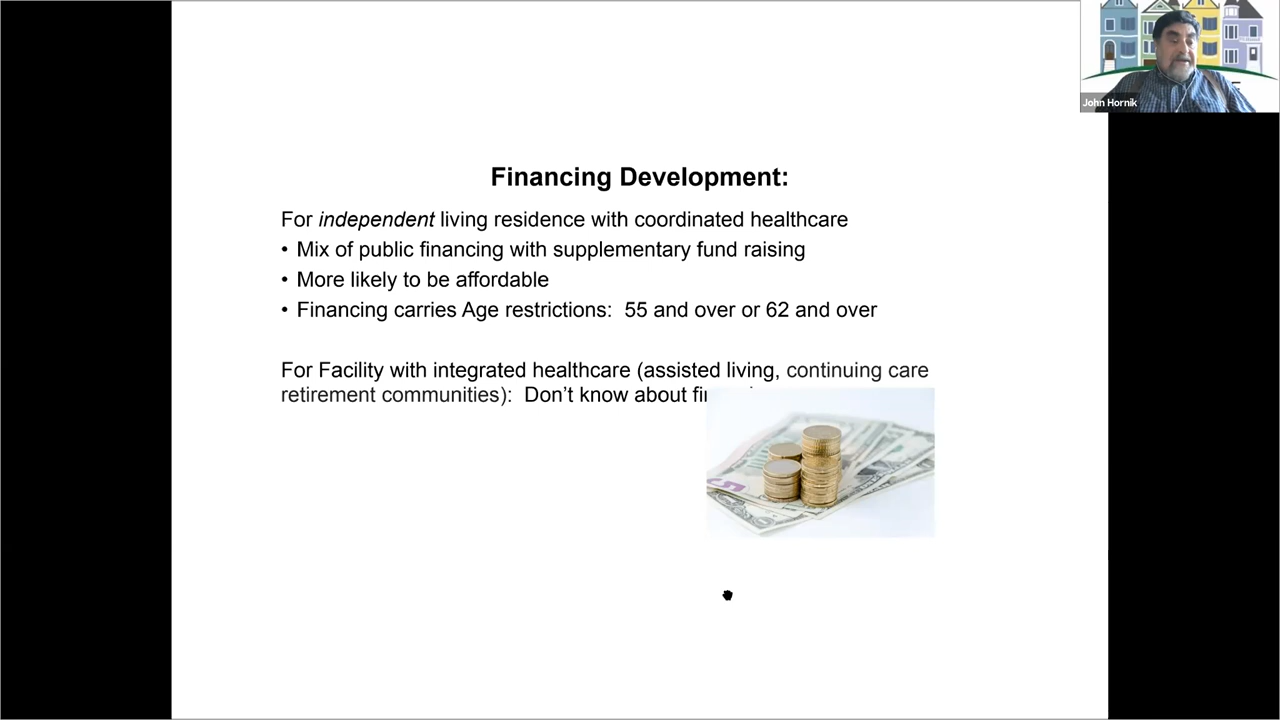 John Hornik
Financing Development:
For independent living residence with coordinated healthcare
• Mix of public financing with supplementary fund raising
• More likely to be affordable
• Financing carries Age restrictions: 55 and over or 62 and over
For Facility with integrated healthcare (assisted living, continuing care
retirement communities): Don’t know about
5